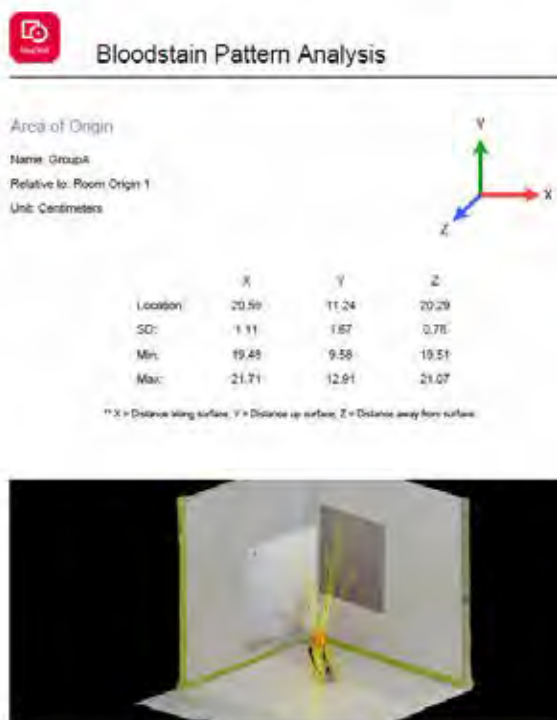 Bloodstain Pattern Analysis
Area of Origin
Name: GroupA
Relative to: Room Origin 1
Unit: Centimeters
Y
X
Z
X Y Z
Location: 20.59 11.24 20.29
SD: 1.11 1.67 0.78
Min: 19.48 9.58 19.51
Max: 21.71 12.91 21.07
** X = Distance along surface, Y = Distance up surface, Z = Distance away from surface